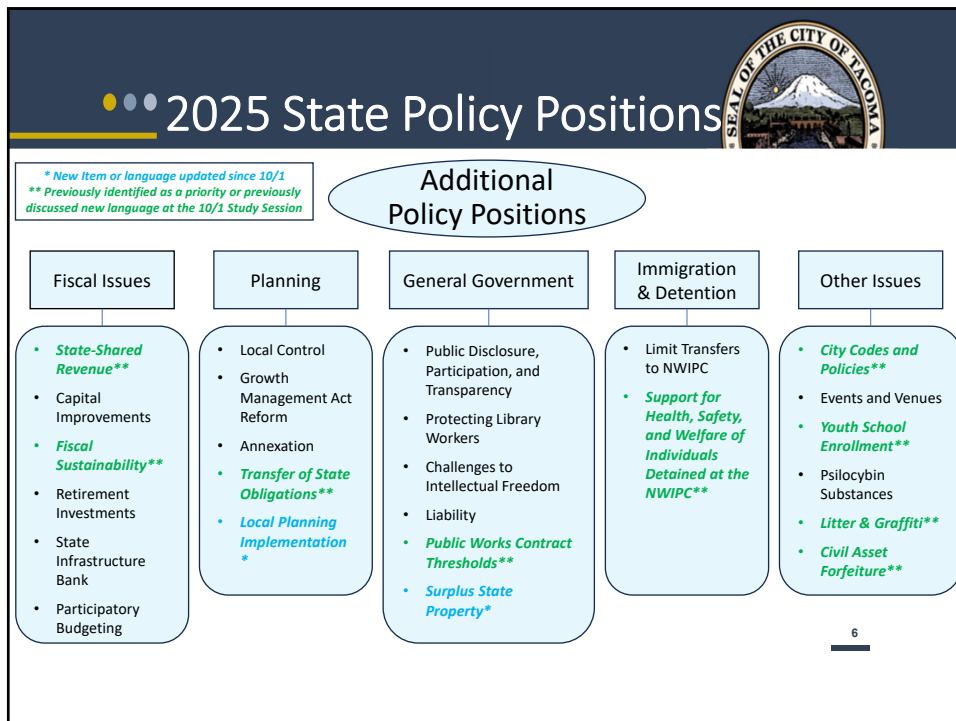 SEAL OF THE CITY OF TACOMA
2025 State Policy Positions
* New Item or language updated since 10/1
** Previously identified as a priority or previously
discussed new language at the 10/1 Study Session
Additional
Policy Positions
Fiscal Issues
• State-Shared
Revenue**
• Capital
Improvements
• Fiscal
Sustainability**
• Retirement
Investments
• State
Infrastructure
Bank
• Participatory
Budgeting
Planning
• Local Control
• Growth
Management Act
Reform
• Annexation
• Transfer of State
Obligations**
• Local Planning
Implementation
*
General Government
• Public Disclosure,
Participation, and
Transparency
• Protecting Library
Workers
• Challenges to
Intellectual Freedom
• Liability
• Public Works Contract
Thresholds**
• Surplus State
Property*
Immigration
& Detention
• Limit Transfers
to NWIPC
• Support for
Health, Safety,
and Welfare of
Individuals
Detained at the
NWIPC**
Other Issues
• City Codes and
Policies**
• Events and Venues
• Youth School
Enrollment**
• Psilocybin
Substances
• Litter & Graffiti**
• Civil Asset
Forfeiture**
6